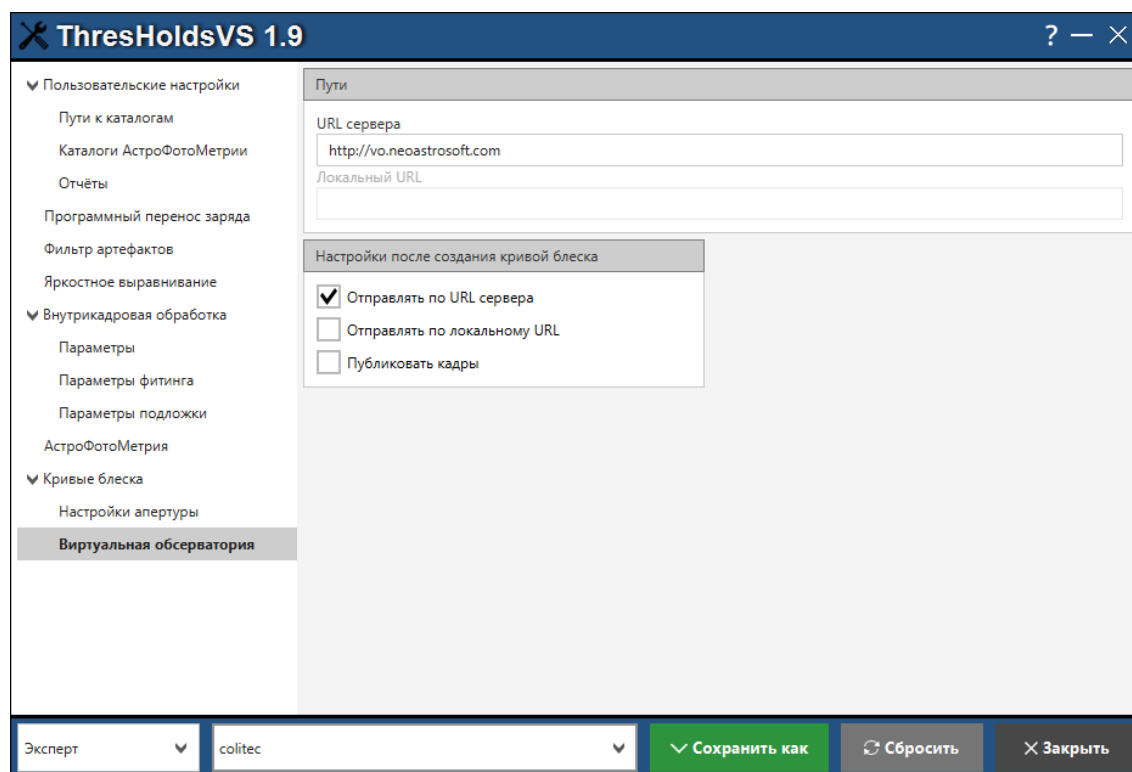 ThresHoldsVS 1.9
?
Пользовательские настройки
Пути к каталогам
Каталоги АстроФотоМетрии
Отчёты
Программный перенос заряда
Фильтр артефактов
Яркостное выравнивание
Внутрикадровая обработка
Параметры
Параметры фитинга
Параметры подложки
АстроФотоМетрия
Кривые блеска
Настройки апертуры
Виртуальная обсерватория
Пути
URL сервера
http://vo.neoastrosoft.com
Локальный URL
Настройки после создания кривой блеска
Отправлять по URL сервера
Отправлять по локальному URL
Публиковать кадры
Эксперт
colitec
Сохранить как
Сбросить
Закрыть